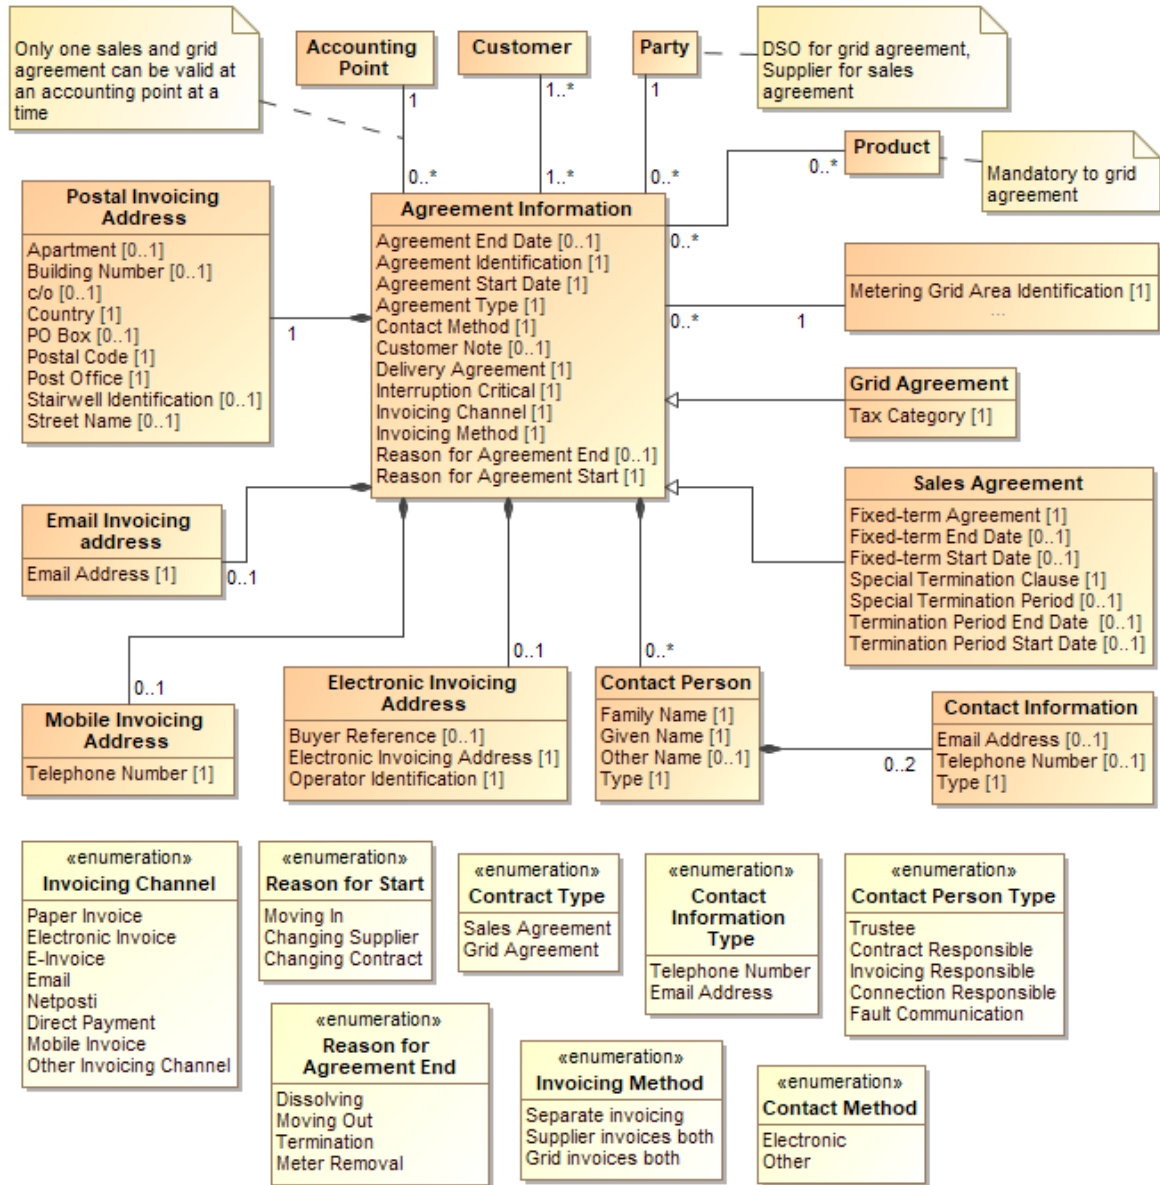 Only one sales and grid
agreement can be valid at
an accounting point at a
time
Accounting
Point
Customer
Party
DSO for grid agreement,
Supplier for sales
agreement
1
1..*
1
Product
0..*
Mandatory to grid
agreement
0..*
1..*
0..*
Postal Invoicing
Address
Apartment [0..1]
Building Number [0..1]
c/o [0..1]
Country [1]
PO Box [0..1]
Postal Code [1]
Post Office [1]
Stairwell Identification [0..1]
Street Name [0..1]
1
Agreement Information
Agreement End Date [0..1]
Agreement Identification [1]
Agreement Start Date [1]
Agreement Type [1]
Contact Method [1]
Customer Note [0..1]
Delivery Agreement [1]
Interruption Critical [1]
Invoicing Channel [1]
Invoicing Method [1]
Reason for Agreement End [0..1]
Reason for Agreement Start [1]
0..*
0..*
1
Metering Grid Area Identification [1]
...
Grid Agreement
Tax Category [1]
Sales Agreement
Fixed-term Agreement [1]
Fixed-term End Date [0..1]
Fixed-term Start Date [0..1]
Special Termination Clause [1]
Special Termination Period [0..1]
Termination Period End Date [0..1]
Termination Period Start Date [0..1]
Email Invoicing
address
Email Address [1]
0..1
0..1
0..1
0..*
Mobile Invoicing
Address
Telephone Number [1]
Electronic Invoicing
Address
Buyer Reference [0..1]
Electronic Invoicing Address [1]
Operator Identification [1]
Contact Person
Family Name [1]
Given Name [1]
Other Name [0..1]
Type [1]
0..2
Contact Information
Email Address [0..1]
Telephone Number [0..1]
Type [1]
«enumeration»
Invoicing Channel
Paper Invoice
Electronic Invoice
E-Invoice
Email
Netposti
Direct Payment
Mobile Invoice
Other Invoicing Channel
«enumeration»
Reason for Start
Moving In
Changing Supplier
Changing Contract
«enumeration»
Contract Type
Sales Agreement
Grid Agreement
«enumeration»
Contact
Information
Type
Telephone Number
Email Address
«enumeration»
Contact Person Type
Trustee
Contract Responsible
Invoicing Responsible
Connection Responsible
Fault Communication
«enumeration»
Reason for
Agreement End
Dissolving
Moving Out
Termination
Meter Removal
«enumeration»
Invoicing Method
Separate invoicing
Supplier invoices both
Grid invoices both
«enumeration»
Contact Method
Electronic
Other